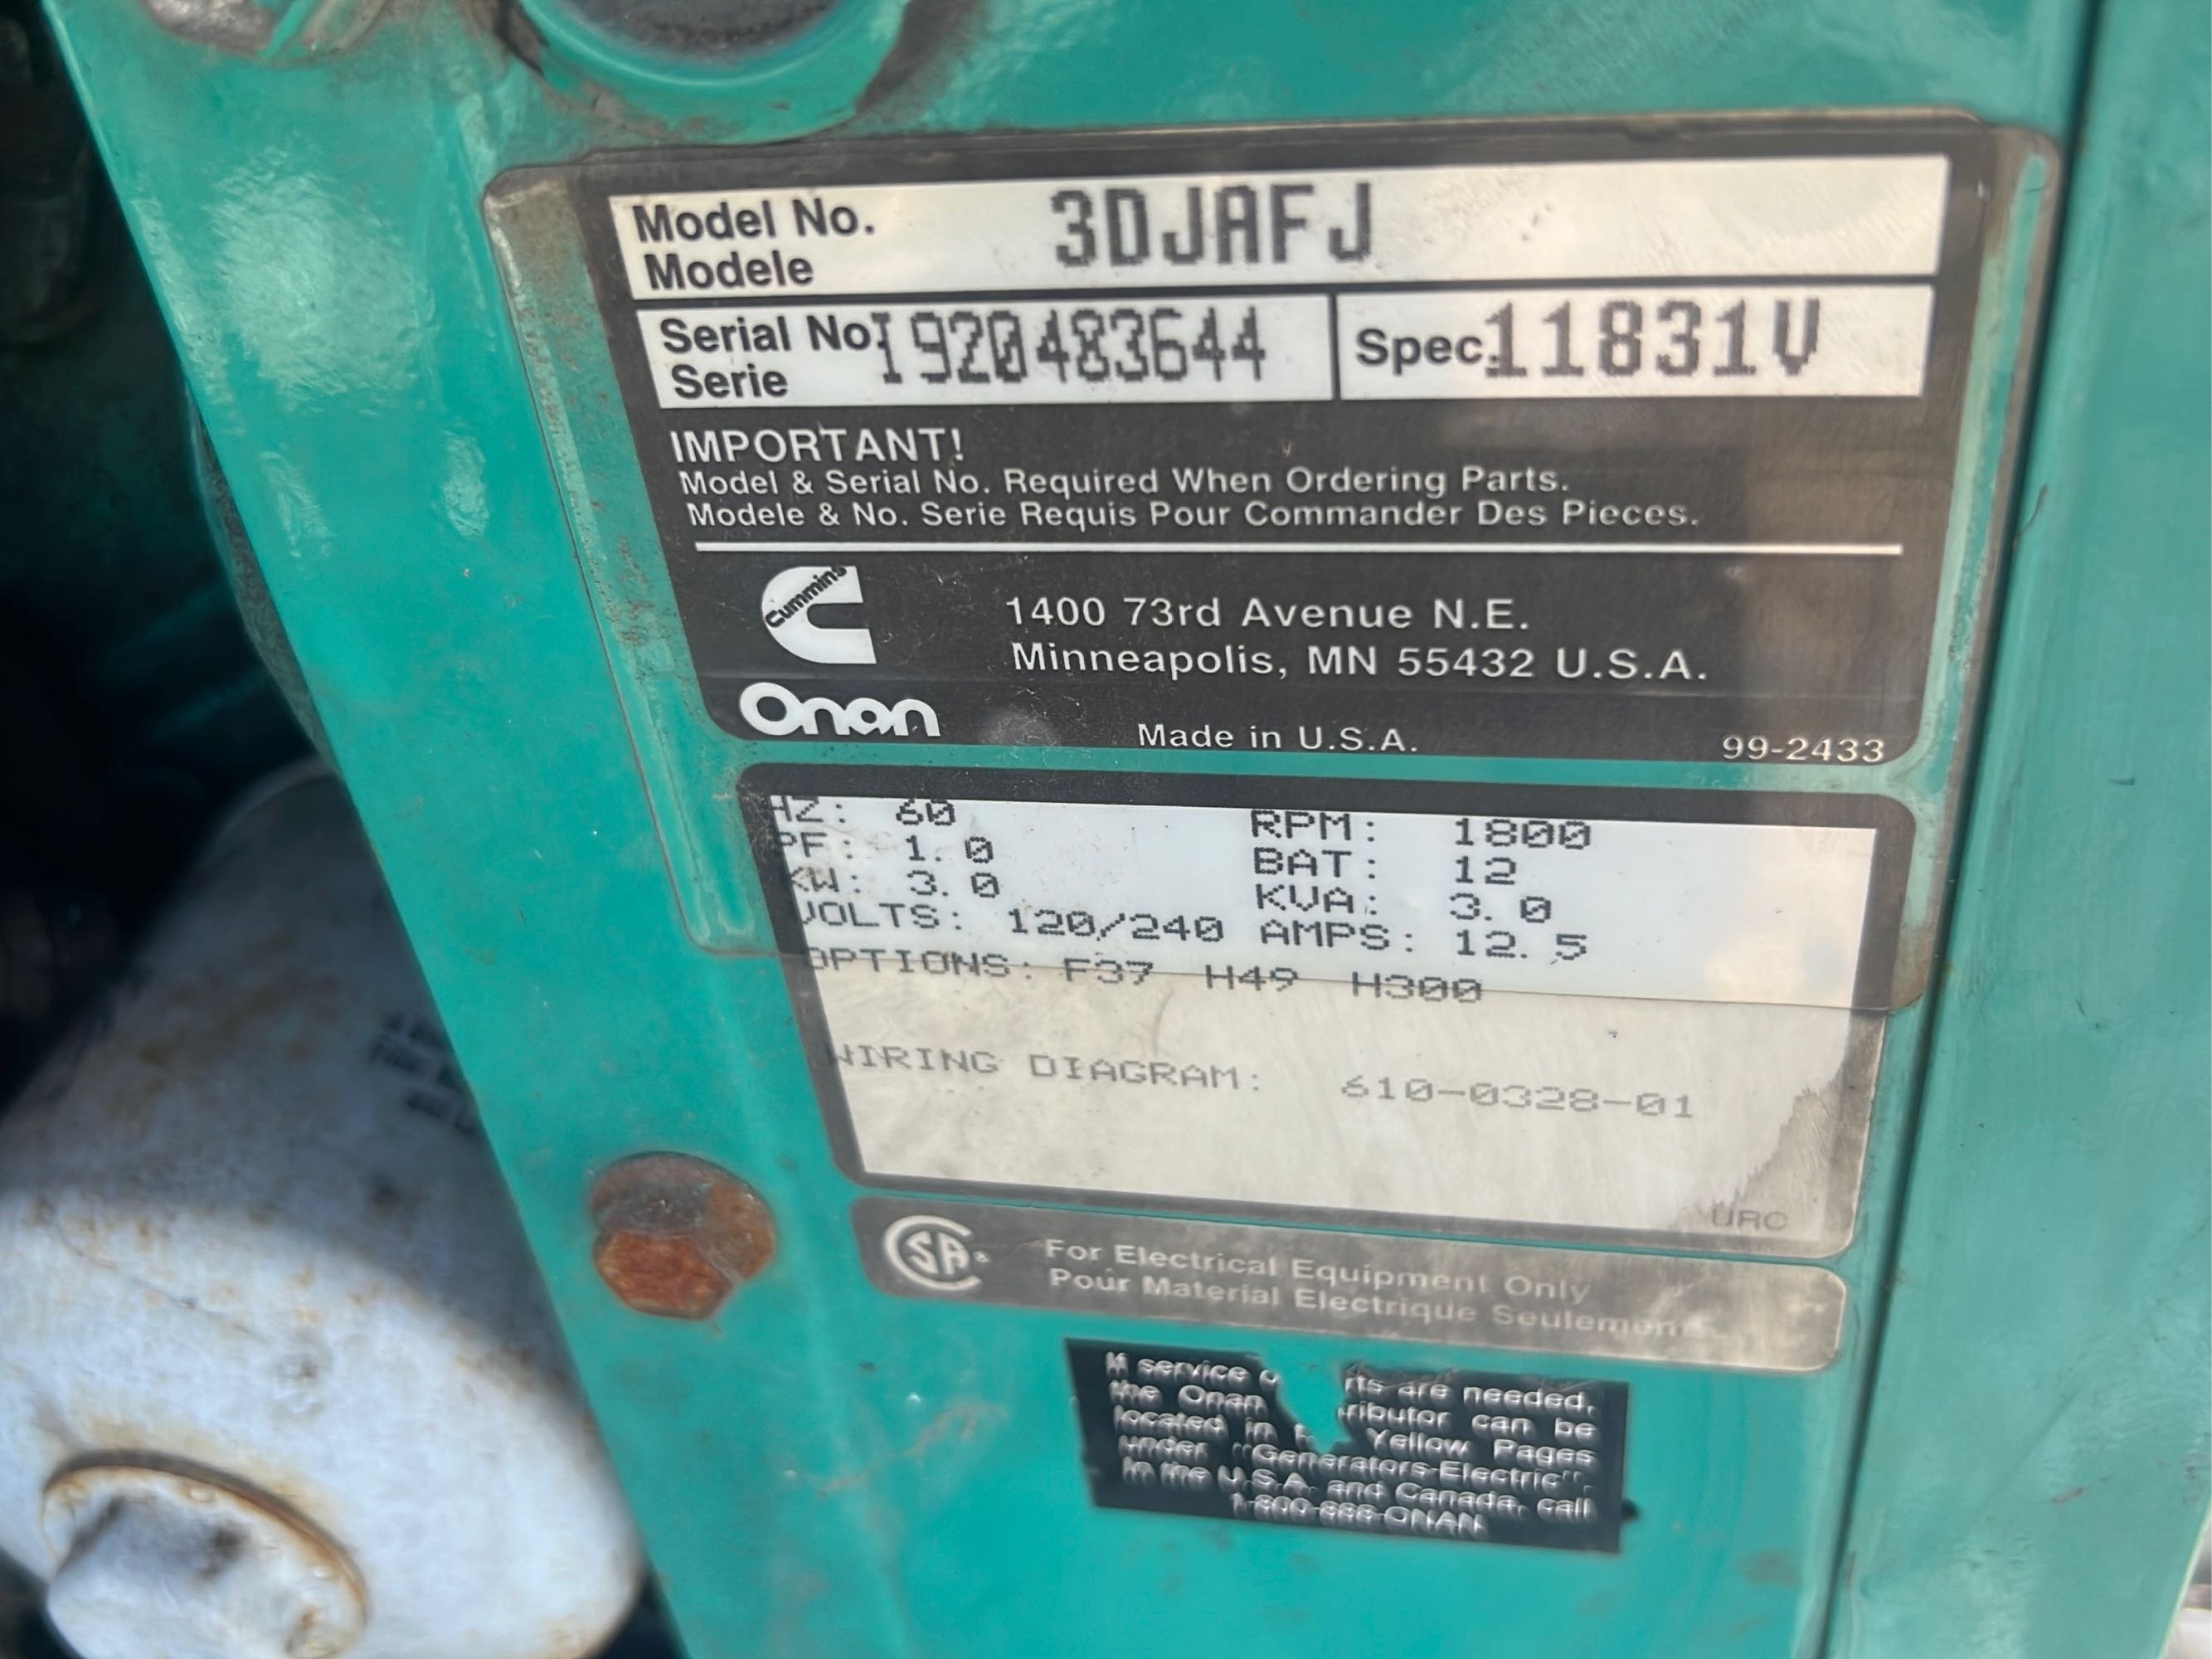 Model No. 3DJAFJ
Modele
Serial No. I920483644 Spec. 11831V
Serie
IMPORTANT!
Model & Serial No. Required When Ordering Parts.
Modele & No. Serie Requis Pour Commander Des Pieces.
Cummins
Onan
1400 73rd Avenue N.E.
Minneapolis, MN 55432 U.S.A.
Made in U.S.A.
99-2433
HZ: 60 RPM: 1800
PF: 1.0 BAT: 12
KW: 3.0 KVA: 3.0
VOLTS: 120/240 AMPS: 12.5
OPTIONS: F37 H49 H300
WIRING DIAGRAM: 610-0328-01
URC
SA ®
For Electrical Equipment Only
Pour Material Electrique Seulement
If service are needed,
the Onan can be
located in Yellow Pages
under "Generators-Electric".
In the U.S.A. and Canada, call
1-800-888-ONAN